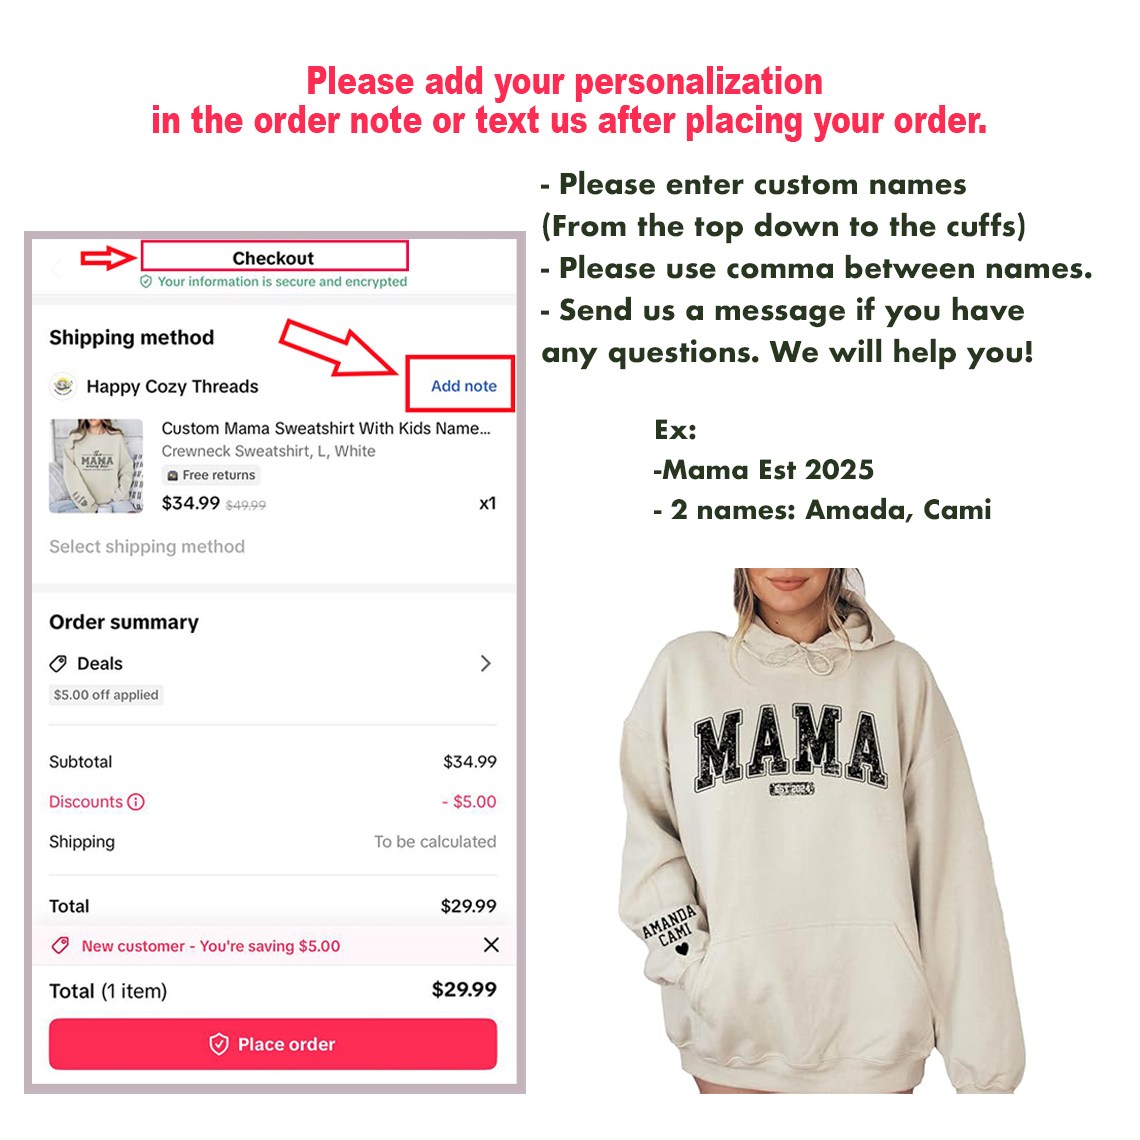 Please add your personalization
in the order note or text us after placing your order.
- Please enter custom names
(From the top down to the cuffs)
- Please use comma between names.
- Send us a message if you have
any questions. We will help you!
Ex:
-Mama Est 2025
- 2 names: Amada, Cami
Checkout
Your information is secure and encrypted
Shipping method
Happy Cozy Threads
Add note
Custom Mama Sweatshirt With Kids Name...
Crewneck Sweatshirt, L, White
Free returns
$34.99 $49.99 x1
Select shipping method
Order summary
Deals
$5.00 off applied
Subtotal $34.99
Discounts - $5.00
Shipping To be calculated
Total $29.99
New customer - You're saving $5.00
Total (1 item) $29.99
Place order
MAMA
EST 2024
AMANDA
CAMI